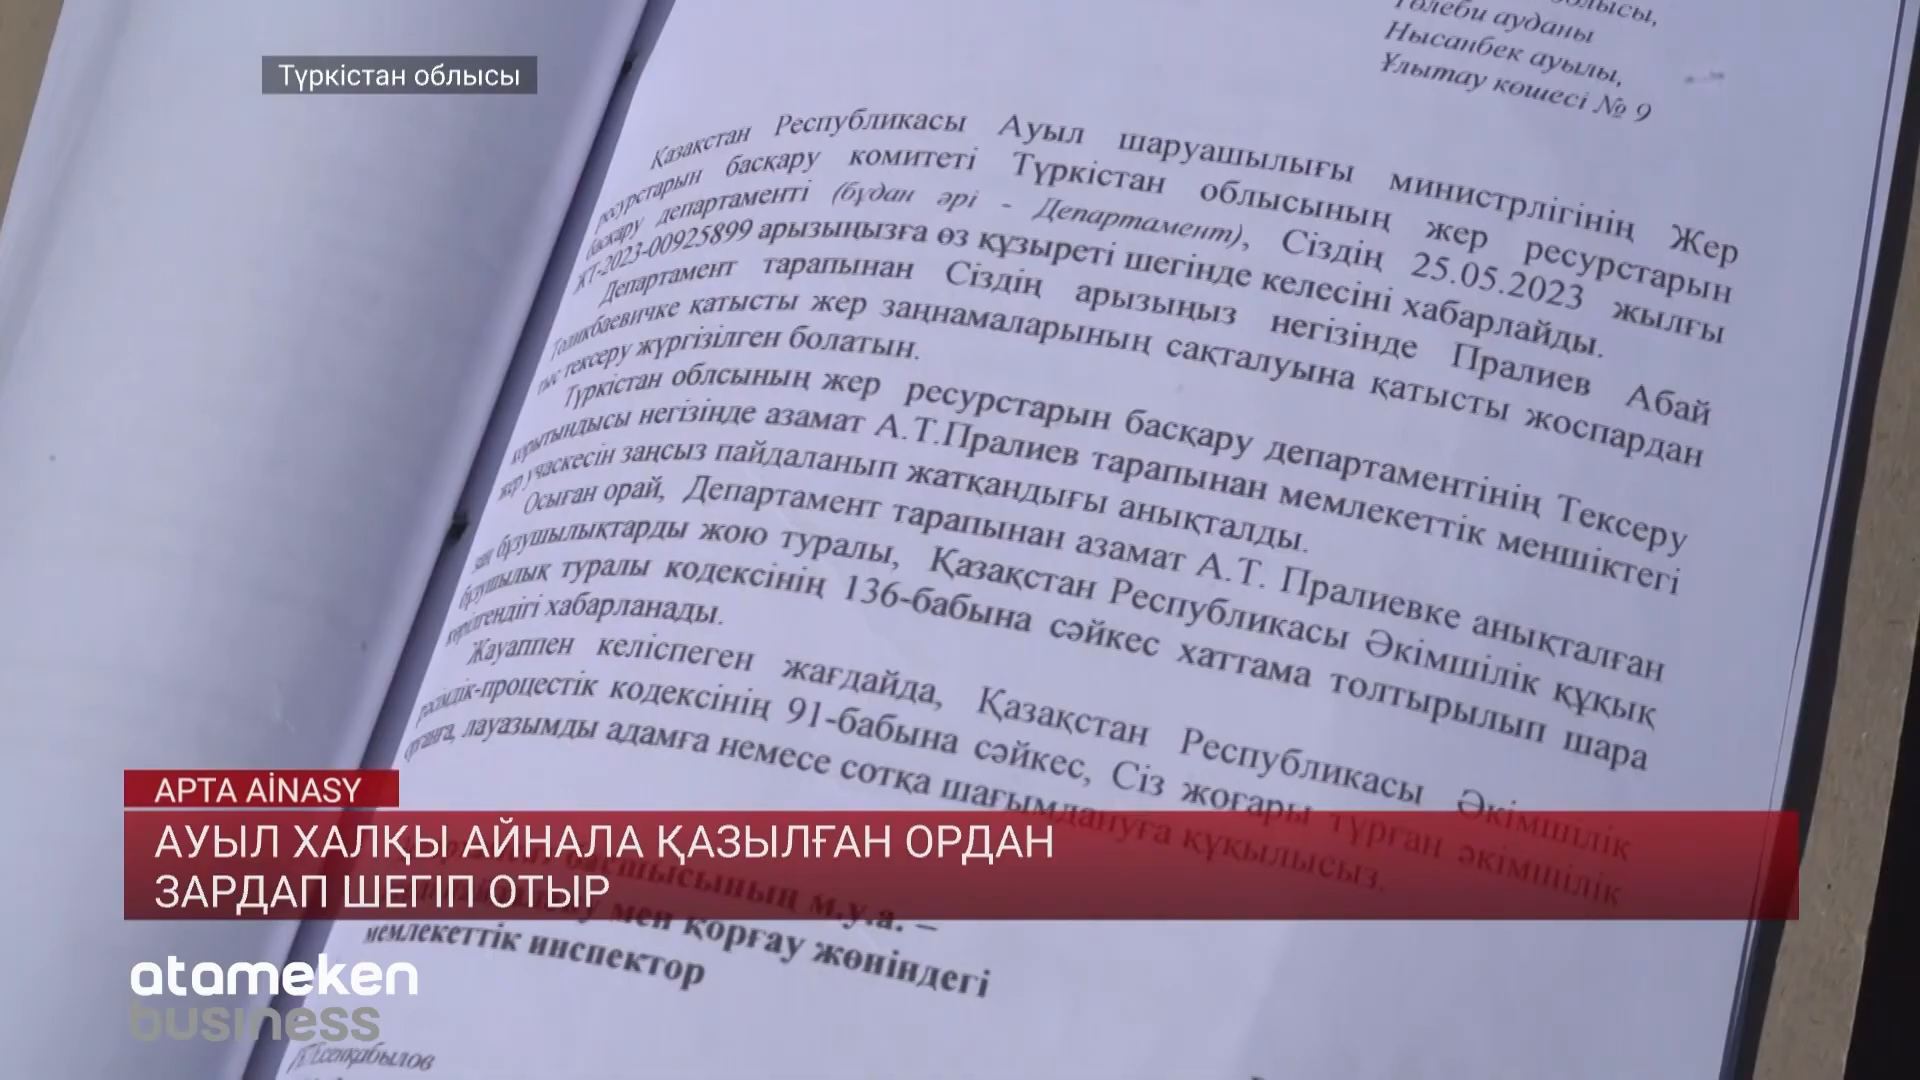 Төлеби ауданы
Нысанбек ауылы,
Ұлытау көшесі № 9
Түркістан облысы
Қазақстан Республикасы Ауыл шаруашылығы министрлігінің Жер
ресурстарын басқару комитеті Түркістан облысының жер ресурстарын
басқару департаменті (бұдан әрі - Департамент), Сіздің 25.05.2023 жылғы
ЖТ-2023-00925899 арызыңызға өз құзыреті шегінде келесіні хабарлайды.
Департамент тарапынан Сіздің арызыңыз негізінде Пралиев Абай
Толикбаевичке қатысты жер заңнамаларының сақталуына қатысты жоспардан
тыс тексеру жүргізілген болатын.
Түркістан облсының жер ресурстарын басқару департаментінің Тексеру
қорытындысы негізінде азамат А.Т.Пралиев тарапынан мемлекеттік меншіктегі
жер учаскесін заңсыз пайдаланып жатқандығы анықталды.
Осыған орай, Департамент тарапынан азамат А.Т. Пралиевке анықталған
заң бұзушылықтарды жою туралы, Қазақстан Республикасы Әкімшілік құқық
бұзушылық туралы кодексінің 136-бабына сәйкес хаттама толтырылып шара
көрілгендігі хабарланады.
Жауаппен келіспеген жағдайда, Қазақстан Республикасы Әкімшілік
рәсімдік-процестік кодексінің 91-бабына сәйкес, Сіз жоғары тұрған әкімшілік
органға, лауазымды адамға немесе сотқа шағымдануға құқылысыз.
басшысының м.у.а. –
мен қорғау жөніндегі
мемлекеттік инспектор
Есенқабылов
APTA AİNASY
АУЫЛ ХАЛҚЫ АЙНАЛА ҚАЗЫЛҒАН ОРДАН
ЗАРДАП ШЕГІП ОТЫР
atameken
business